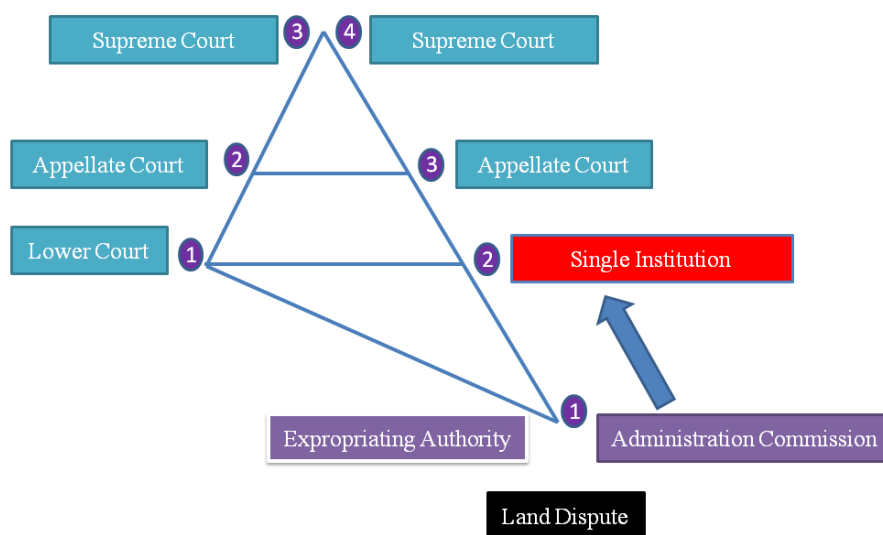 Supreme Court 3 4 Supreme Court
Appellate Court 2 3 Appellate Court
Lower Court 1 2 Single Institution
1
Expropriating Authority Administration Commission
Land Dispute